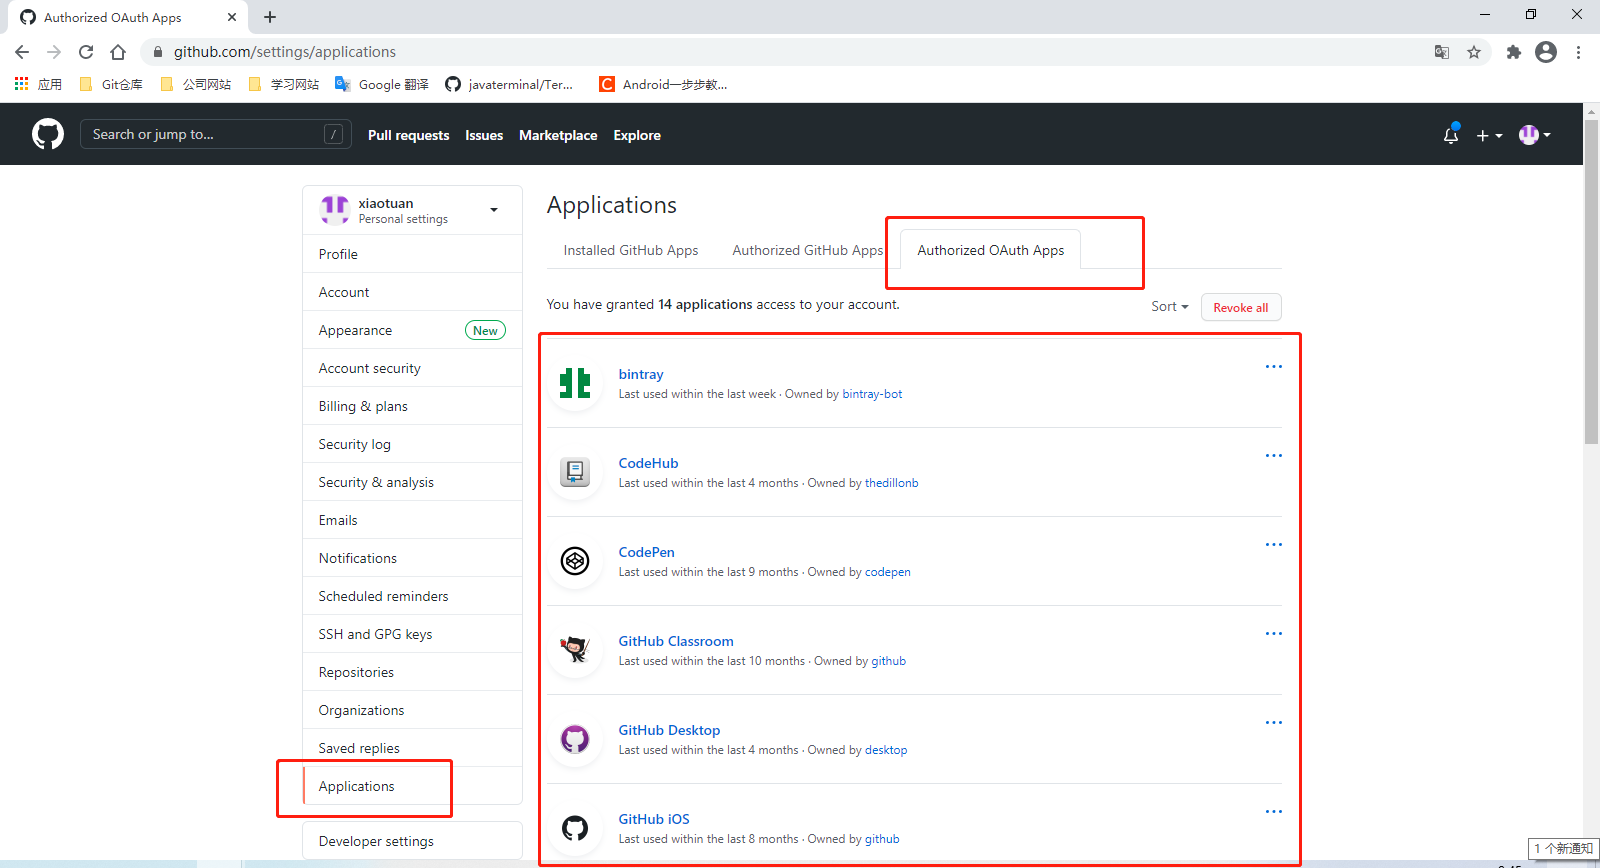 Authorized OAuth Apps
github.com/settings/applications
应用 Git仓库 公司网站 学习网站 Google 翻译 javaterminal/Ter... Android一步步教...
Search or jump to... / Pull requests Issues Marketplace Explore
xiaotuan
Personal settings
Profile
Account
Appearance New
Account security
Billing & plans
Security log
Security & analysis
Emails
Notifications
Scheduled reminders
SSH and GPG keys
Repositories
Organizations
Saved replies
Applications
Developer settings
Applications
Installed GitHub Apps Authorized GitHub Apps Authorized OAuth Apps
You have granted 14 applications access to your account. Sort Revoke all
bintray
Last used within the last week · Owned by bintray-bot
CodeHub
Last used within the last 4 months · Owned by thedillonb
CodePen
Last used within the last 9 months · Owned by codepen
GitHub Classroom
Last used within the last 10 months · Owned by github
GitHub Desktop
Last used within the last 4 months · Owned by desktop
GitHub iOS
Last used within the last 8 months · Owned by github
1 个新通知